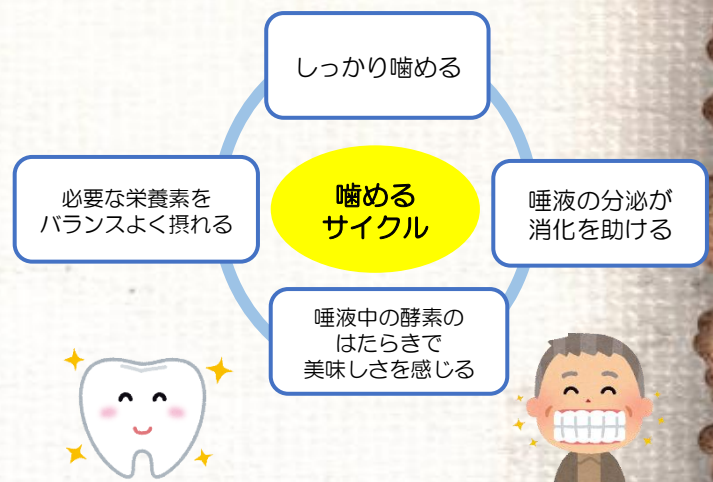 しっかり噛める
必要な栄養素を
バランスよく摂れる
噛める
サイクル
唾液の分泌が
消化を助ける
唾液中の酵素の
はたらきで
美味しさを感じる